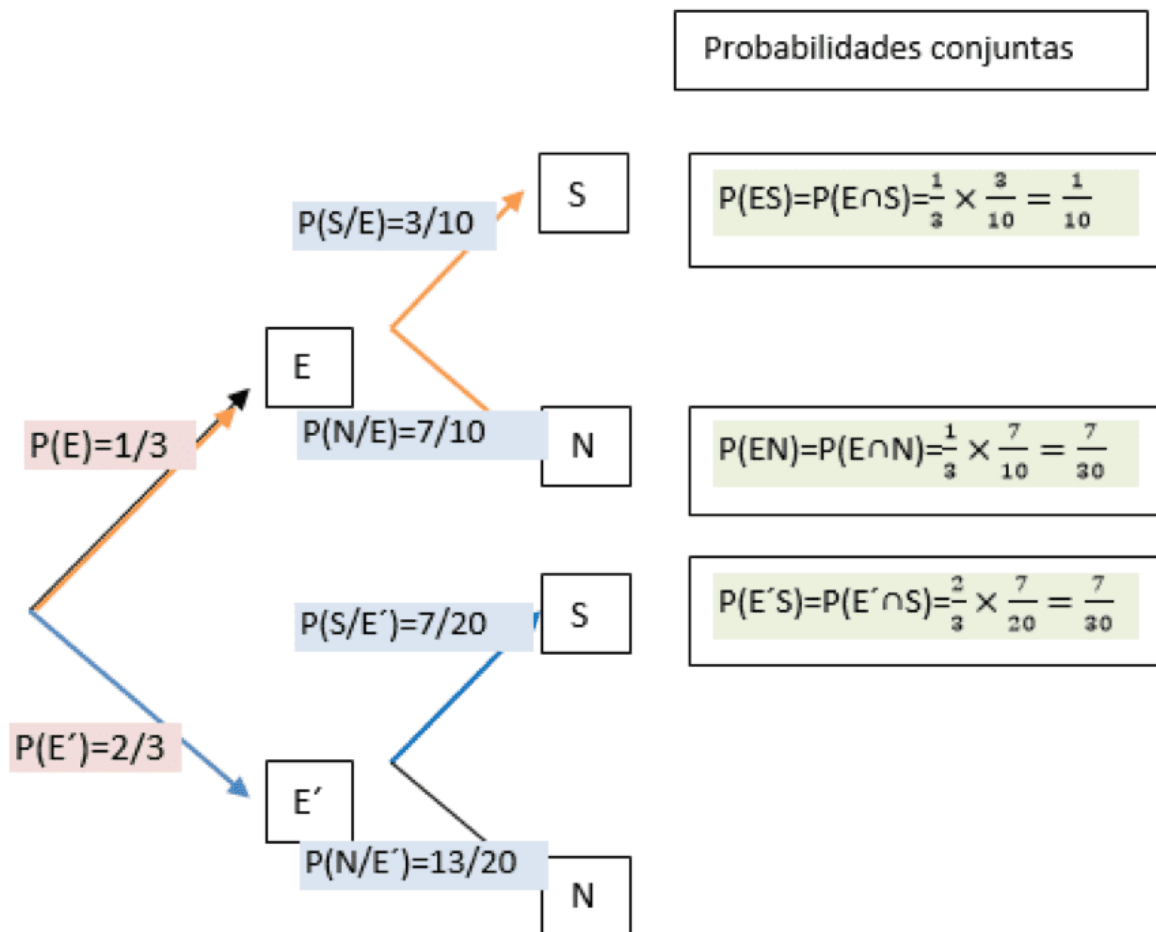 Probabilidades conjuntas
S
P(S/E)=3/10
P(ES)=P(E∩S)=1/3 × 3/10 = 1/10
E
P(E)=1/3
P(N/E)=7/10
N
P(EN)=P(E∩N)=1/3 × 7/10 = 7/30
S
P(S/E´)=7/20
P(E´S)=P(E´∩S)=2/3 × 7/20 = 7/30
P(E´)=2/3
E´
P(N/E´)=13/20
N